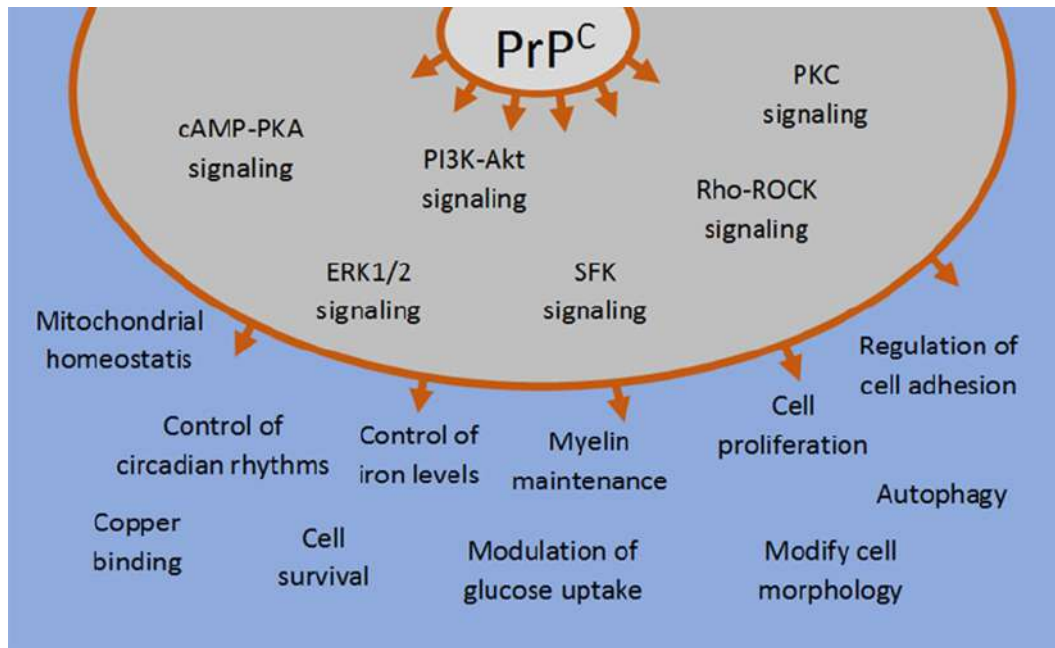 PrPC
PKC
signaling
cAMP-PKA
signaling
PI3K-Akt
signaling
Rho-ROCK
signaling
ERK1/2
signaling
SFK
signaling
Mitochondrial
homeostatis
Regulation of
cell adhesion
Control of
circadian rhythms
Control of
iron levels
Myelin
maintenance
Cell
proliferation
Autophagy
Copper
binding
Cell
survival
Modulation of
glucose uptake
Modify cell
morphology